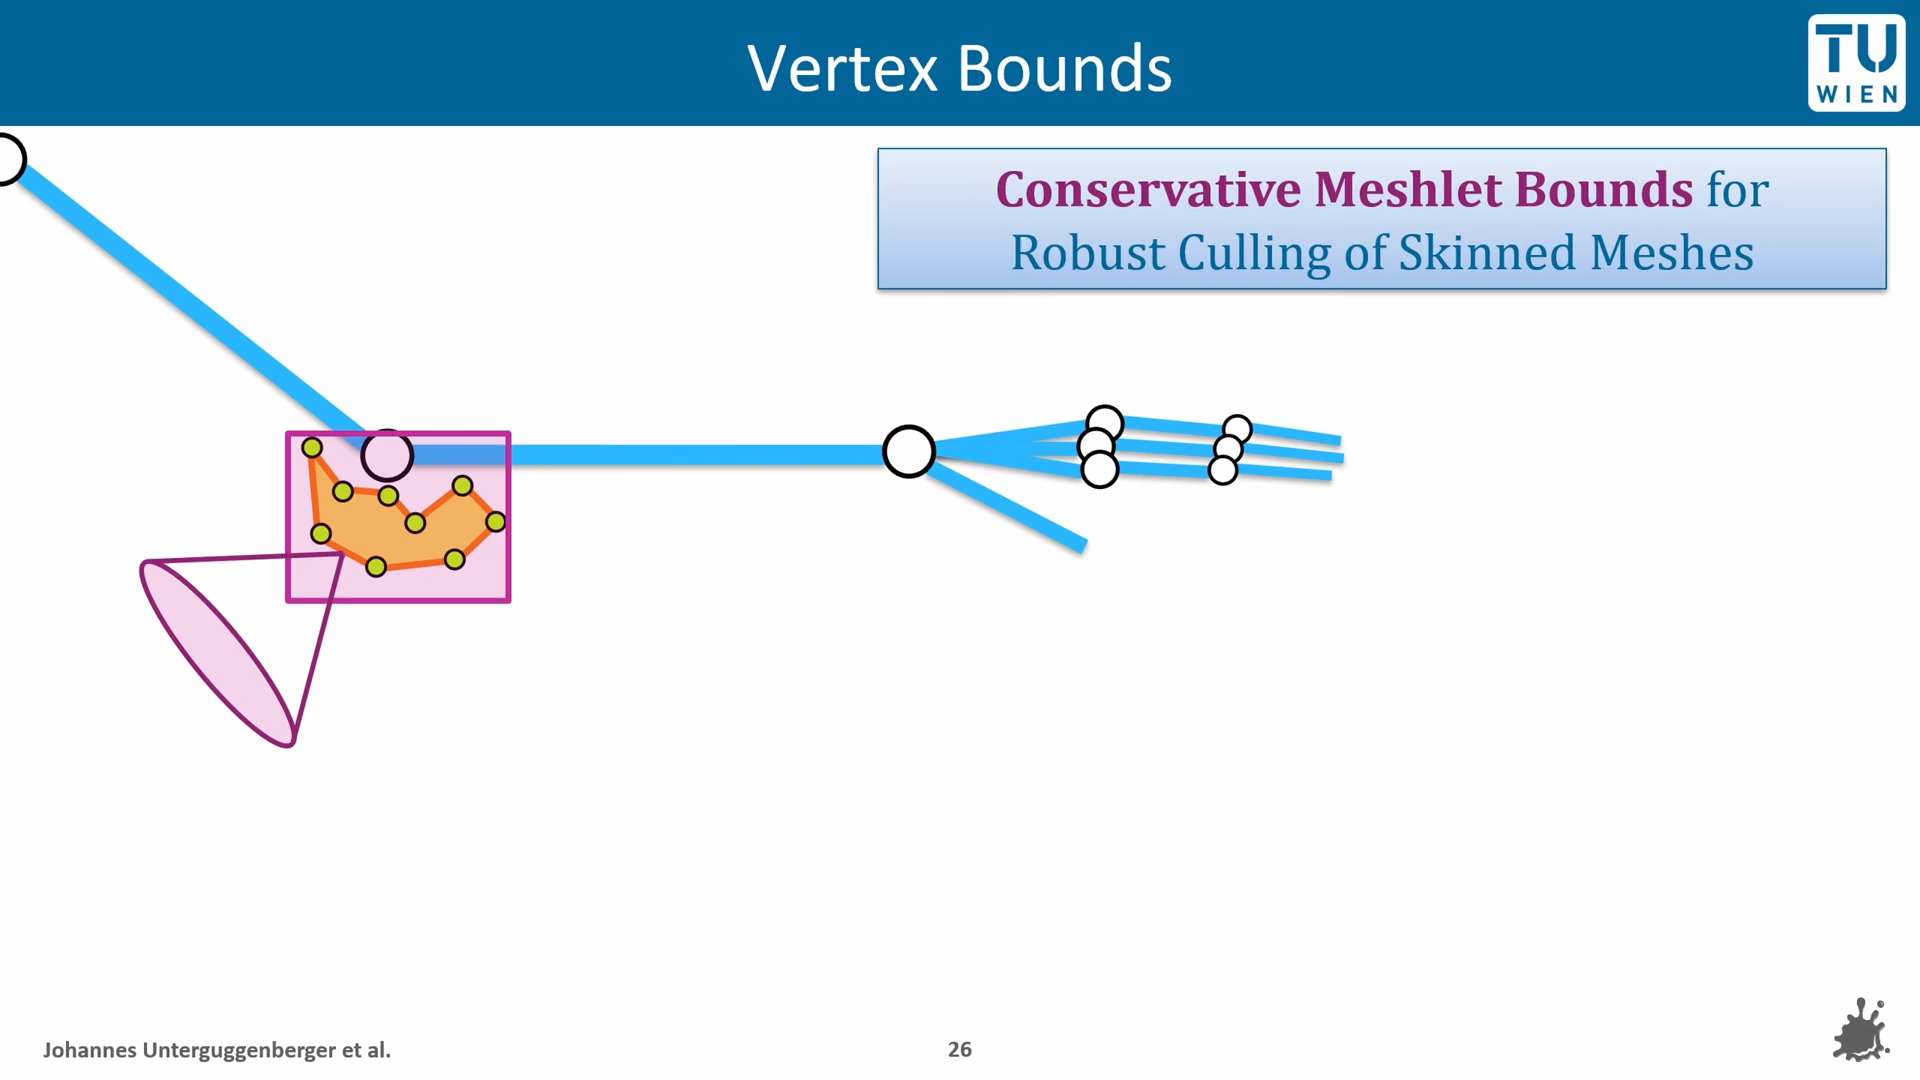 Vertex Bounds
TU
WIEN
Conservative Meshlet Bounds for
Robust Culling of Skinned Meshes
Johannes Unterguggenberger et al.
26